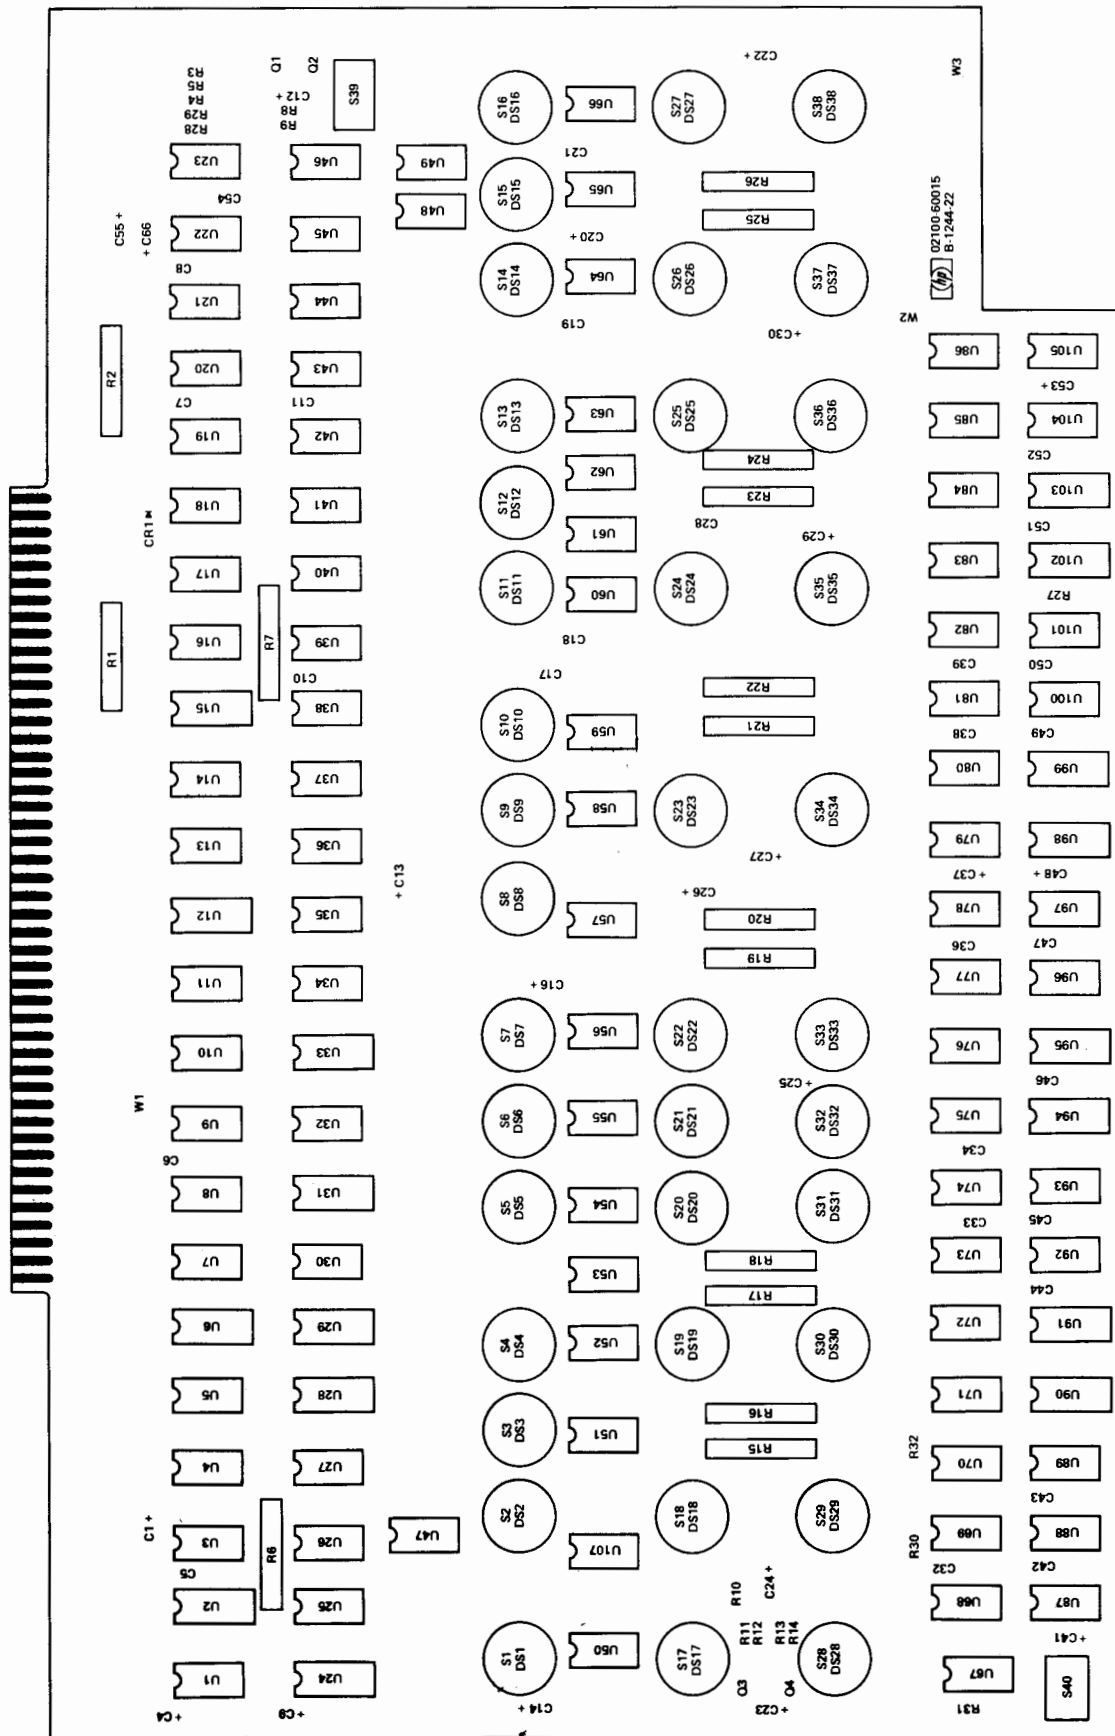 W3
C22 +
Q1
Q2
R3
R5
R4
R29
R28
C12 +
R8
R9
S39
S16
DS16
U66
S27
DS27
S38
DS38
U23
U46
U49
C21
C54
S15
DS15
U65
R26
R25
U48
C55 +
+ C66
U22
U45
C20 +
C8
S14
DS14
U64
S26
DS26
S37
DS37
hp
02100-60015
B-1244-22
U21
U44
C19
C30 +
W2
R2
U20
U43
U86
U105
C53 +
C7
C11
U19
U42
S13
DS13
U63
S25
DS25
S36
DS36
U85
U104
C52
U62
R24
R23
CR1
U18
U41
S12
DS12
U84
U103
C51
U61
C28
C29 +
U17
U40
S11
DS11
U60
S24
DS24
S35
DS35
U83
U102
R27
R1
U16
R7
U39
C18
U82
U101
C39
C50
C10
C17
R22
R21
U15
U38
S10
DS10
U59
U81
U100
C38
C49
U14
U37
S9
DS9
U58
S23
DS23
S34
DS34
U80
U99
U13
U36
C27 +
U79
U98
C37 +
C48 +
+ C13
S8
DS8
C26 +
U12
U35
U57
R20
R19
U78
U97
C36
C47
U11
U34
C16 +
U77
U96
U10
U33
S7
DS7
U56
S22
DS22
S33
DS33
U76
U95
W1
C25 +
C46
U9
U32
S6
DS6
U55
S21
DS21
S32
DS32
U75
U94
C6
C34
U8
U31
S5
DS5
U54
S20
DS20
S31
DS31
U74
U93
C33
C45
U7
U30
U53
R18
R17
U73
U92
C44
U6
U29
S4
DS4
U52
S19
DS19
S30
DS30
U72
U91
U5
U28
S3
DS3
U51
R16
R15
U71
U90
R32
U4
U27
U70
U89
C43
C1 +
U3
U26
U47
S2
DS2
U107
S18
DS18
S29
DS29
R30
U69
U88
C5
R6
C32
C42
U2
U25
R10
C24 +
U68
U87
+ C41
S1
DS1
U50
S17
DS17
R11
R12
R13
R14
S28
DS28
U1
U24
Q3
Q4
U67
S40
+ C4
+ C9
C14 +
+ C23
R31